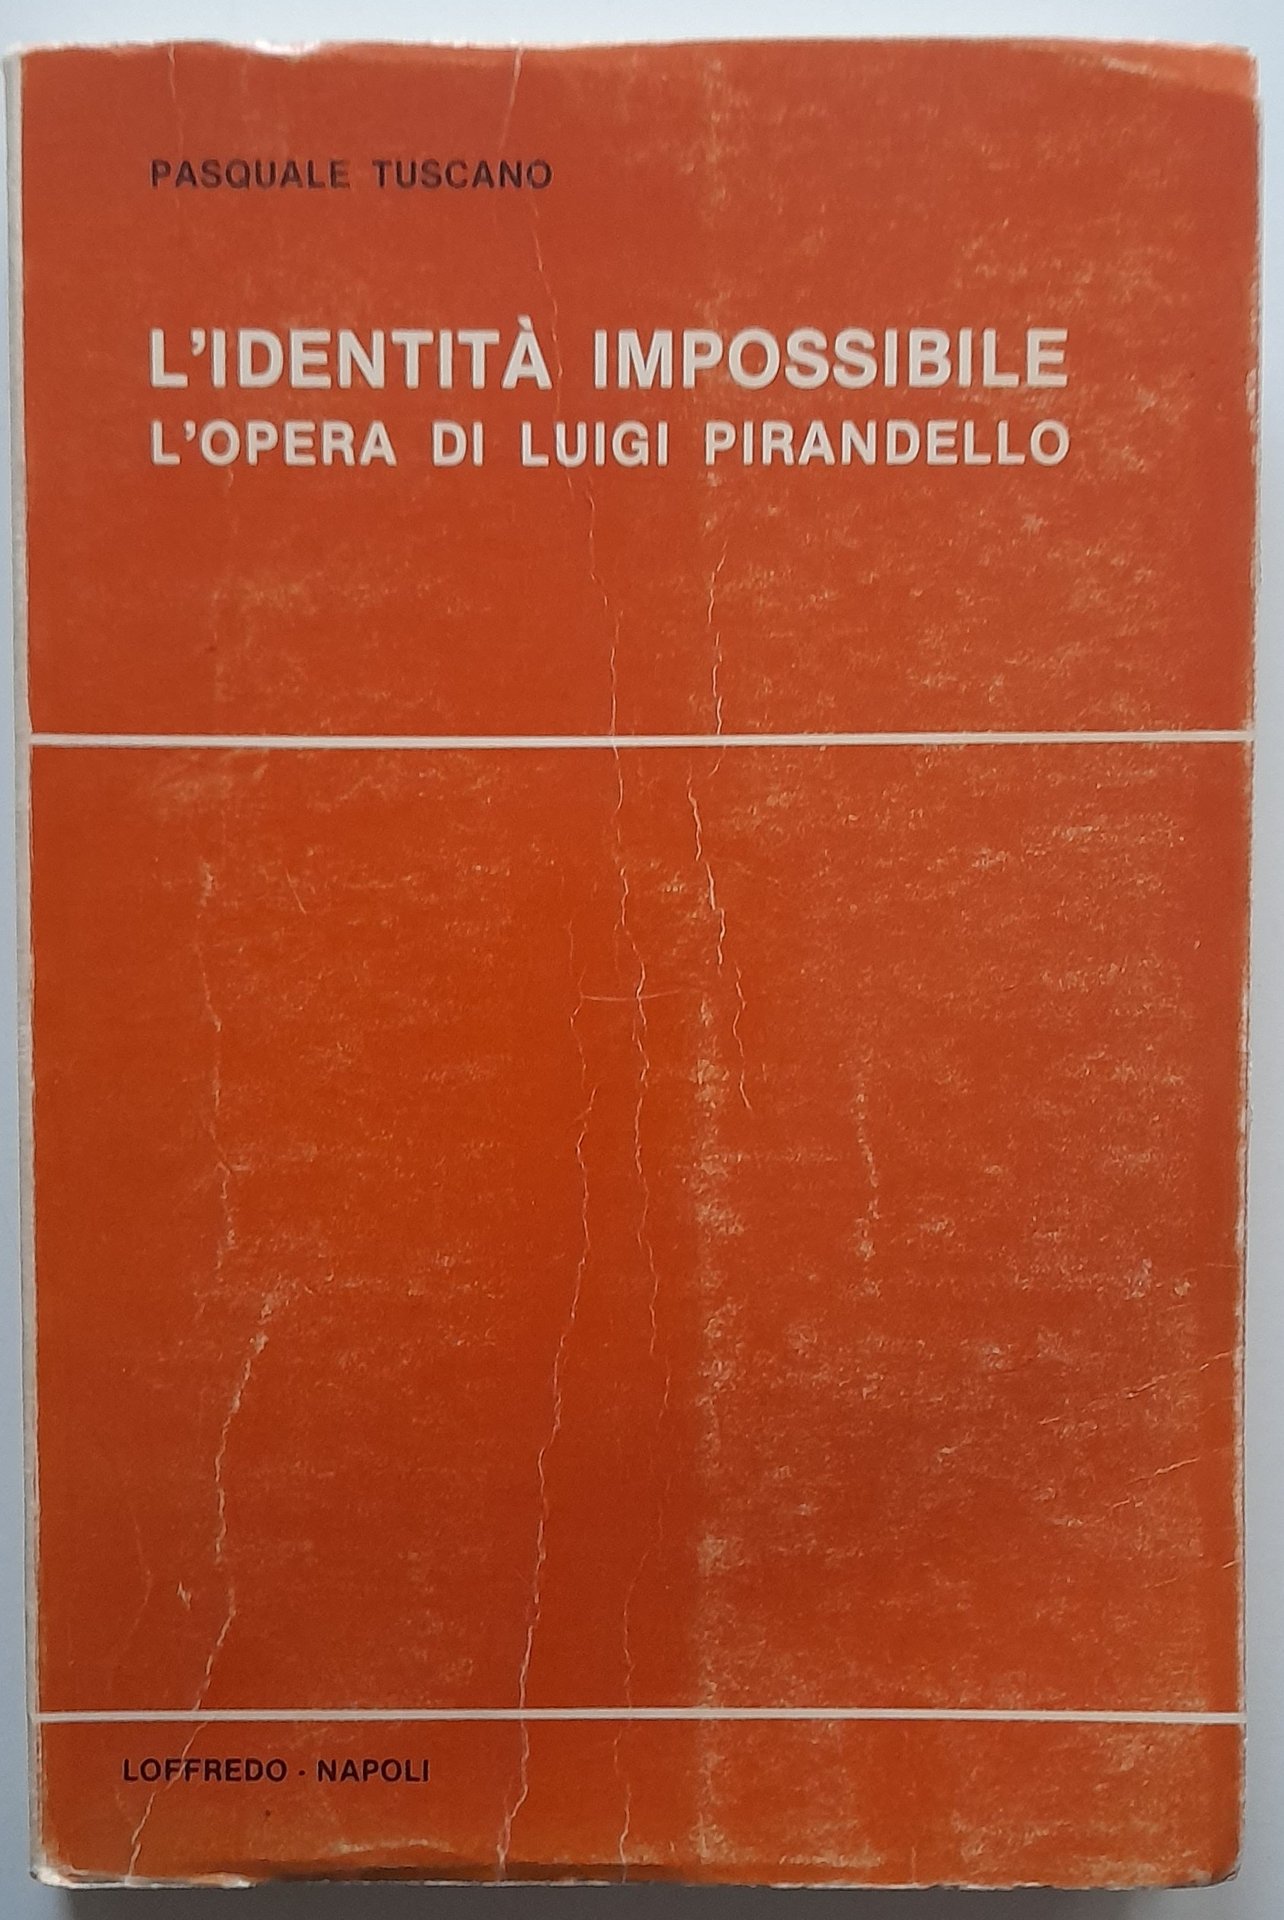 PASQUALE TUSCANO
L'IDENTITÀ IMPOSSIBILE
L'OPERA DI LUIGI PIRANDELLO
LOFFREDO · NAPOLI